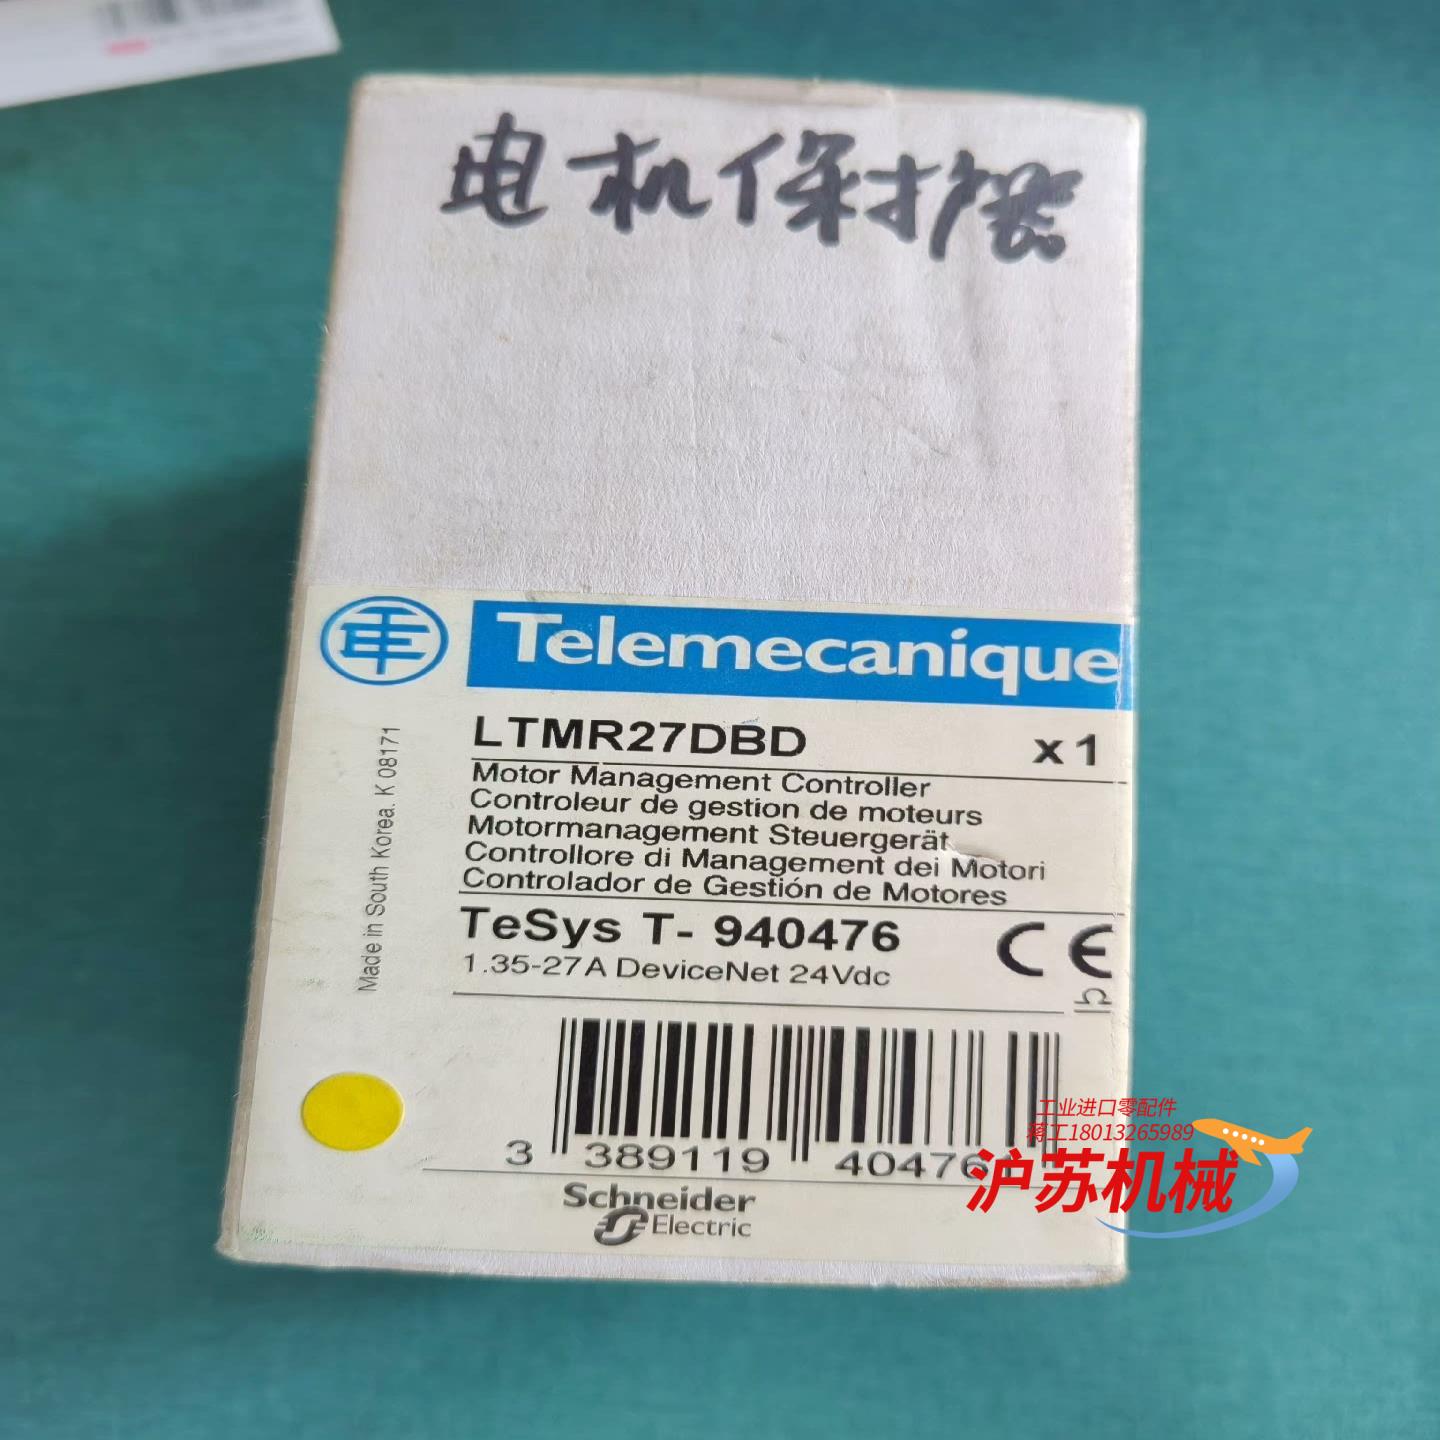 电机保护器
Telemecanique
LTMR27DBD x 1
Motor Management Controller
Controleur de gestion de moteurs
Motormanagement Steuergerät
Controllore di Management dei Motori
Controlador de Gestión de Motores
TeSys T- 940476
1.35-27A DeviceNet 24Vdc
CE
Made in South Korea. K 08171
3 389119 40476
Schneider
Electric
工业进口零配件
蒋工18013265989
沪苏机械